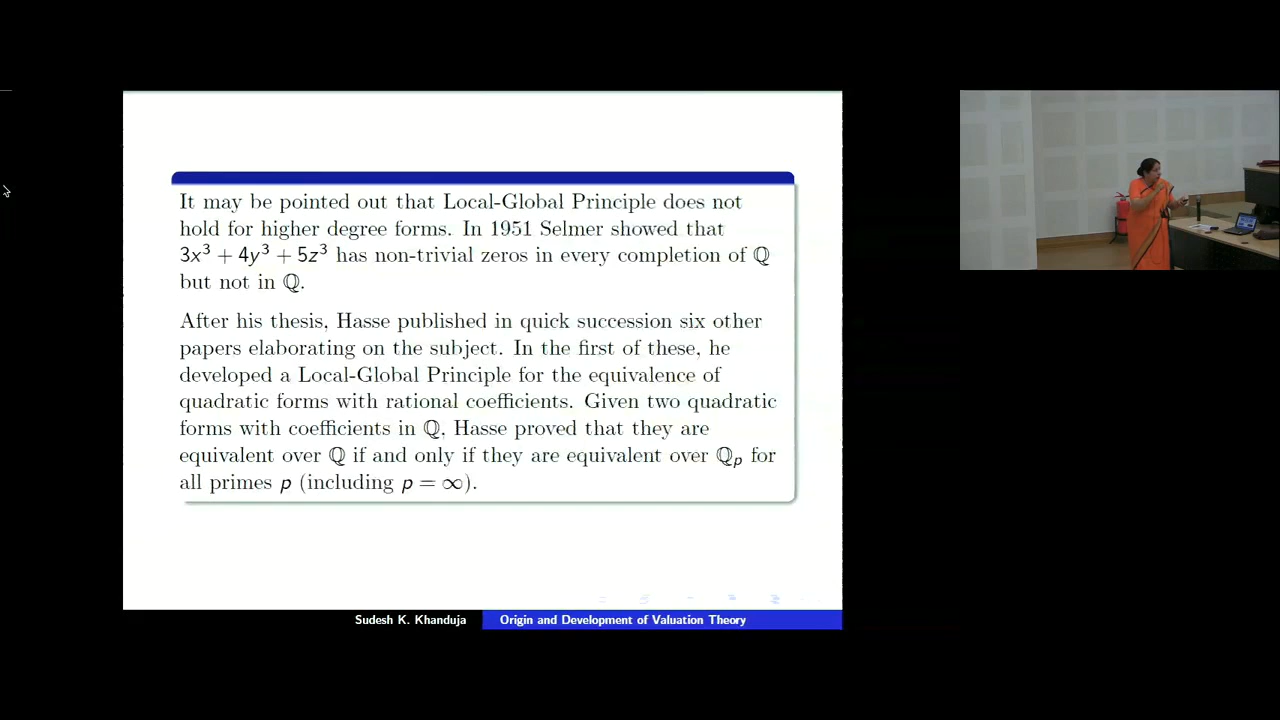 It may be pointed out that Local-Global Principle does not
hold for higher degree forms. In 1951 Selmer showed that
3x³ + 4y³ + 5z³ has non-trivial zeros in every completion of ℚ
but not in ℚ.
After his thesis, Hasse published in quick succession six other
papers elaborating on the subject. In the first of these, he
developed a Local-Global Principle for the equivalence of
quadratic forms with rational coefficients. Given two quadratic
forms with coefficients in ℚ, Hasse proved that they are
equivalent over ℚ if and only if they are equivalent over ℚₚ for
all primes p (including p = ∞).
Sudesh K. Khanduja
Origin and Development of Valuation Theory